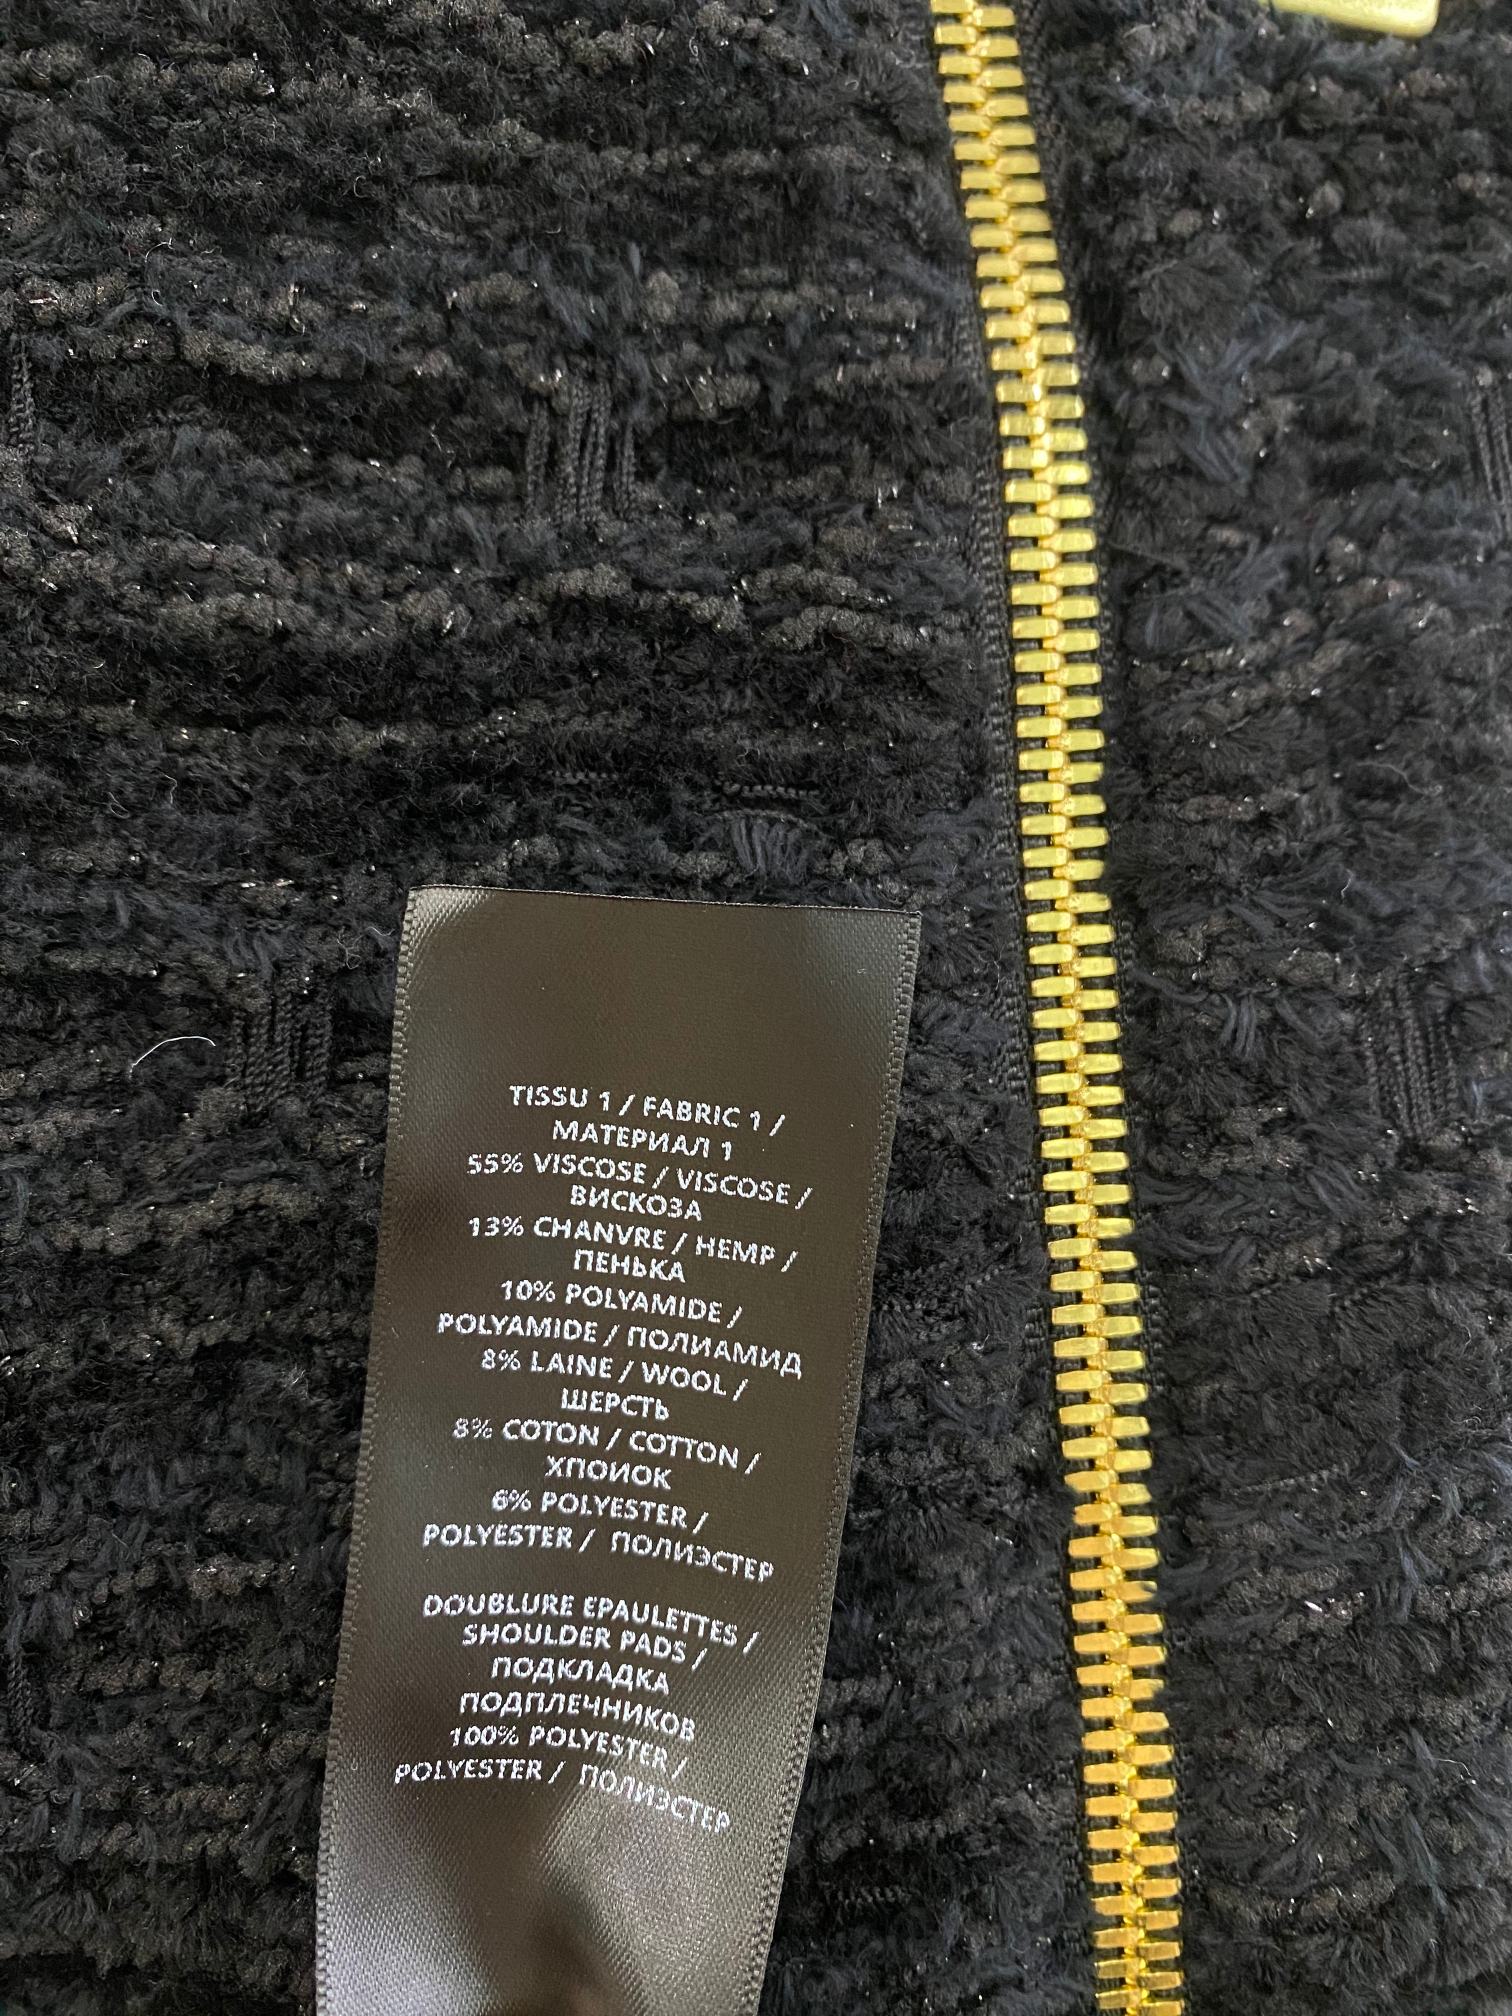 TISSU 1 / FABRIC 1 /
МАТЕРИАЛ 1
55% VISCOSE / VISCOSE /
ВИСКОЗА
13% CHANVRE / HEMP /
ПЕНЬКА
10% POLYAMIDE /
POLYAMIDE / ПОЛИАМИД
8% LAINE / WOOL /
ШЕРСТЬ
8% COTON / COTTON /
ХПОИОК
6% POLYESTER /
POLYESTER / ПОЛИЭСТЕР
DOUBLURE EPAULETTES /
SHOULDER PADS /
ПОДКЛАДКА
ПОДПЛЕЧНИКОВ
100% POLYESTER /
POLYESTER / ПОЛИЭСТЕР